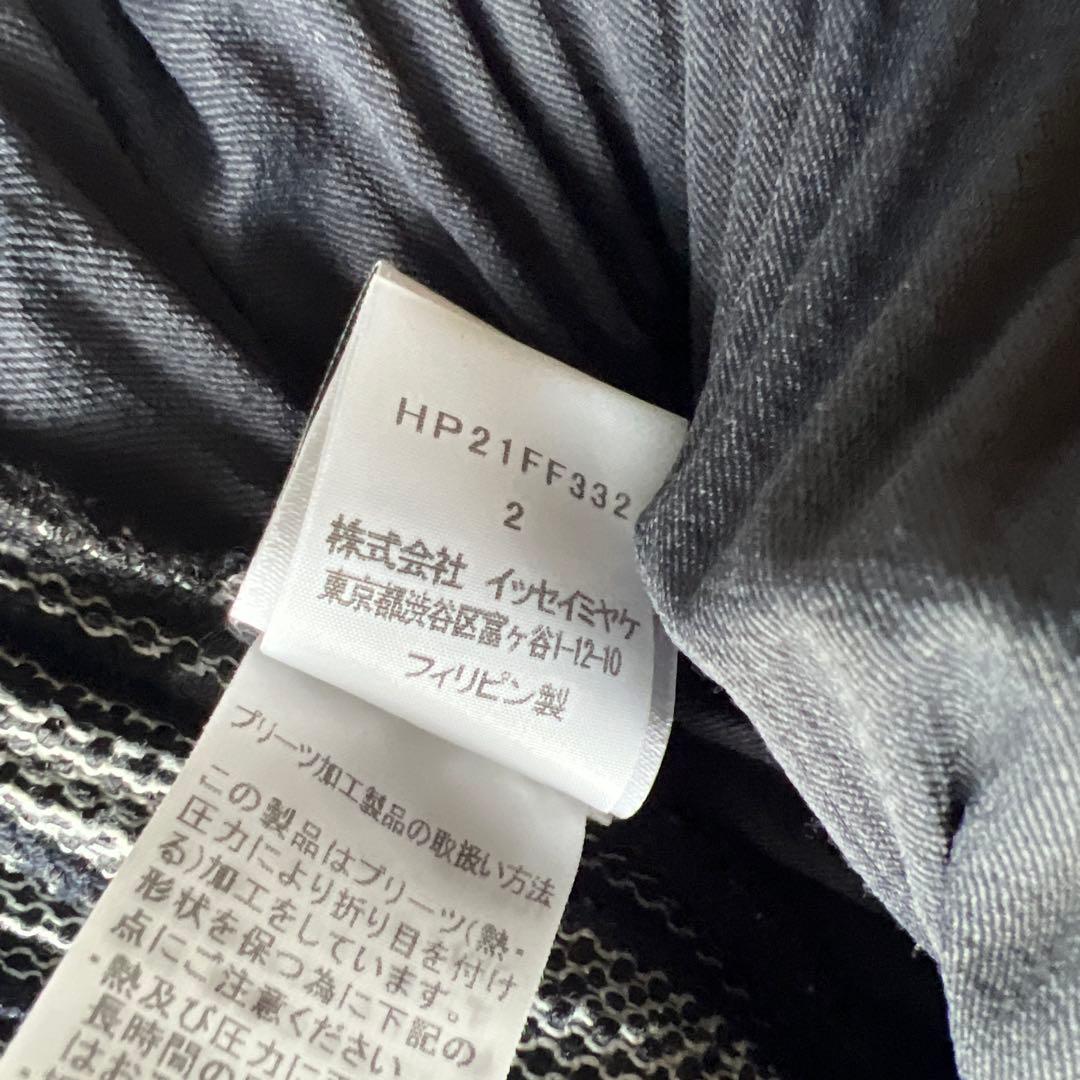 HP21FF332
2
株式会社 イッセイミヤケ
東京都渋谷区富ヶ谷1-12-10
フィリピン製
プリーツ加工製品の取扱い方法
この製品はプリーツ(熱・
圧力により折り目を付け
る)加工をしています。
形状を保つ為に下記の
点にご注意ください
・熱及び圧力に
長時間の
はお